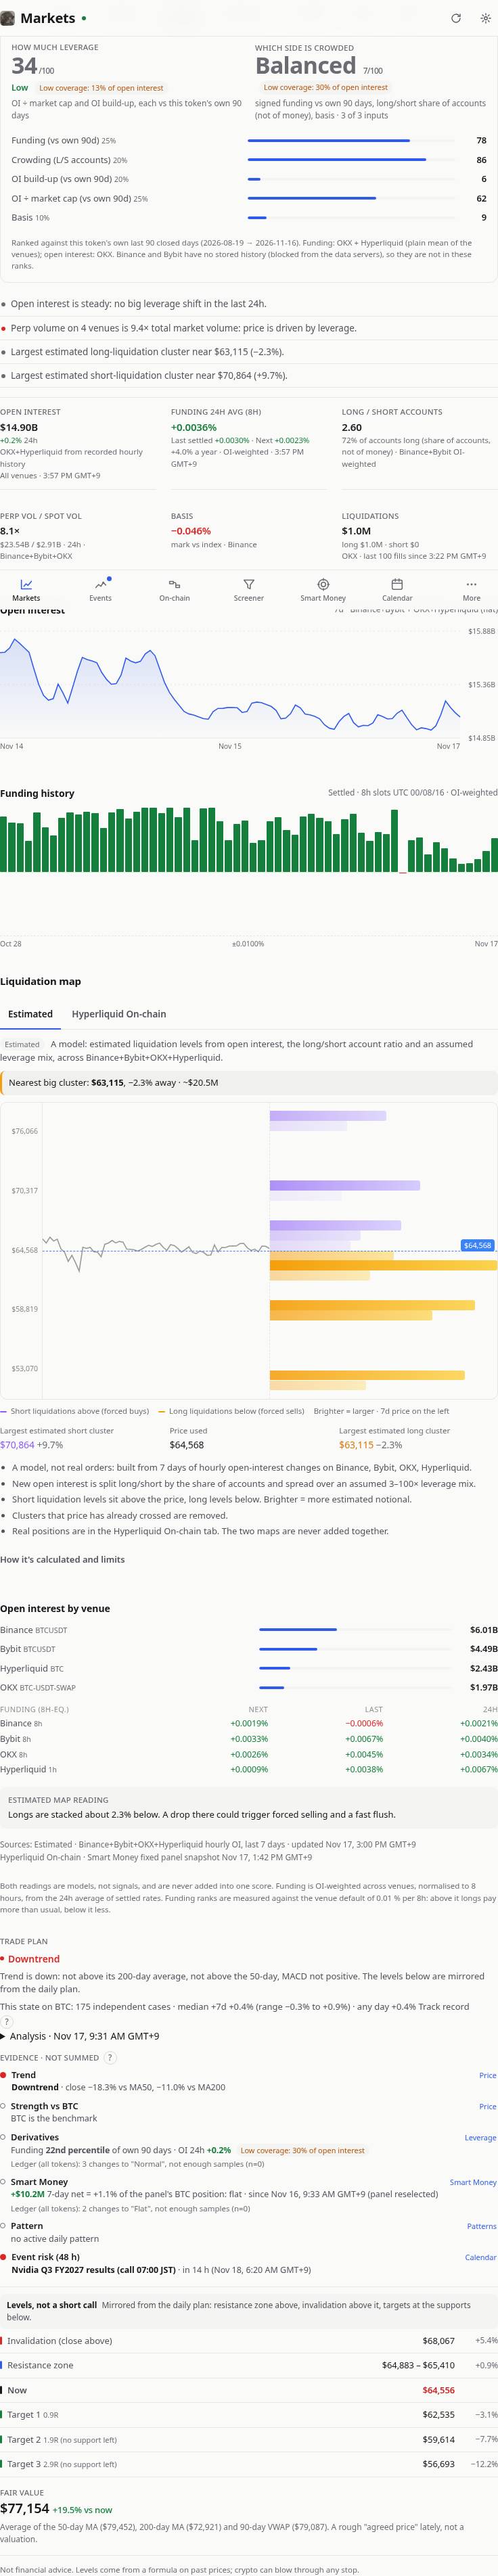 Markets
HOW MUCH LEVERAGE
34/100
Low Low coverage: 13% of open interest
OI ÷ market cap and OI build-up, each vs this token's own 90
days
WHICH SIDE IS CROWDED
Balanced 7/100
Low coverage: 30% of open interest
signed funding vs own 90 days, long/short share of accounts
(not of money), basis · 3 of 3 inputs
Funding (vs own 90d) 25% 78
Crowding (L/S accounts) 20% 86
OI build-up (vs own 90d) 20% 6
OI ÷ market cap (vs own 90d) 25% 62
Basis 10% 9
Ranked against this token's own last 90 closed days (2026-08-19 → 2026-11-16). Funding: OKX + Hyperliquid (plain mean of the
venues); open interest: OKX. Binance and Bybit have no stored history (blocked from the data servers), so they are not in these
ranks.
Open interest is steady: no big leverage shift in the last 24h.
Perp volume on 4 venues is 9.4× total market volume: price is driven by leverage.
Largest estimated long-liquidation cluster near $63,115 (−2.3%).
Largest estimated short-liquidation cluster near $70,864 (+9.7%).
OPEN INTEREST
$14.90B
+0.2% 24h
OKX+Hyperliquid from recorded hourly
history
All venues · 3:57 PM GMT+9
FUNDING 24H AVG (8H)
+0.0036%
Last settled +0.0030% · Next +0.0023%
+4.0% a year · OI-weighted · 3:57 PM
GMT+9
LONG / SHORT ACCOUNTS
2.60
72% of accounts long (share of accounts,
not of money) · Binance+Bybit OI-
weighted
PERP VOL / SPOT VOL
8.1×
$23.54B / $2.91B · 24h ·
Binance+Bybit+OKX
BASIS
−0.046%
mark vs index · Binance
LIQUIDATIONS
$1.0M
long $1.0M · short $0
OKX · last 100 fills since 3:22 PM GMT+9
Markets Events On-chain Screener Smart Money Calendar More
Open interest 7d · Binance+Bybit + OKX+Hyperliquid (flat)
$15.88B
$15.36B
$14.85B
Nov 14 Nov 15 Nov 17
Funding history Settled · 8h slots UTC 00/08/16 · OI-weighted
Oct 28 ±0.0100% Nov 17
Liquidation map
Estimated Hyperliquid On-chain
Estimated A model: estimated liquidation levels from open interest, the long/short account ratio and an assumed
leverage mix, across Binance+Bybit+OKX+Hyperliquid.
Nearest big cluster: $63,115, −2.3% away · ~$20.5M
$76,066
$70,317
$64,568 $64,568
$58,819
$53,070
Short liquidations above (forced buys) Long liquidations below (forced sells) Brighter = larger · 7d price on the left
Largest estimated short cluster
$70,864 +9.7%
Price used
$64,568
Largest estimated long cluster
$63,115 −2.3%
A model, not real orders: built from 7 days of hourly open-interest changes on Binance, Bybit, OKX, Hyperliquid.
New open interest is split long/short by the share of accounts and spread over an assumed 3–100× leverage mix.
Short liquidation levels sit above the price, long levels below. Brighter = more estimated notional.
Clusters that price has already crossed are removed.
Real positions are in the Hyperliquid On-chain tab. The two maps are never added together.
How it's calculated and limits
Open interest by venue
Binance BTCUSDT $6.01B
Bybit BTCUSDT $4.49B
Hyperliquid BTC $2.43B
OKX BTC-USDT-SWAP $1.97B
FUNDING (8H-EQ.) NEXT LAST 24H
Binance 8h +0.0019% −0.0006% +0.0021%
Bybit 8h +0.0033% +0.0067% +0.0040%
OKX 8h +0.0026% +0.0045% +0.0034%
Hyperliquid 1h +0.0009% +0.0038% +0.0067%
ESTIMATED MAP READING
Longs are stacked about 2.3% below. A drop there could trigger forced selling and a fast flush.
Sources: Estimated · Binance+Bybit+OKX+Hyperliquid hourly OI, last 7 days · updated Nov 17, 3:00 PM GMT+9
Hyperliquid On-chain · Smart Money fixed panel snapshot Nov 17, 1:42 PM GMT+9
Both readings are models, not signals, and are never added into one score. Funding is OI-weighted across venues, normalised to 8
hours, from the 24h average of settled rates. Funding ranks are measured against the venue default of 0.01 % per 8h: above it longs pay
more than usual, below it less.
TRADE PLAN
Downtrend
Trend is down: not above its 200-day average, not above the 50-day, MACD not positive. The levels below are mirrored
from the daily plan.
This state on BTC: 175 independent cases · median +7d +0.4% (range −0.3% to +0.9%) · any day +0.4% Track record
?
Analysis · Nov 17, 9:31 AM GMT+9
EVIDENCE · NOT SUMMED ?
Trend Price
Downtrend · close −18.3% vs MA50, −11.0% vs MA200
Strength vs BTC Price
BTC is the benchmark
Derivatives Leverage
Funding 22nd percentile of own 90 days · OI 24h +0.2% Low coverage: 30% of open interest
Ledger (all tokens): 3 changes to "Normal", not enough samples (n=0)
Smart Money Smart Money
+$10.2M 7-day net = +1.1% of the panel's BTC position: flat · since Nov 16, 9:33 AM GMT+9 (panel reselected)
Ledger (all tokens): 2 changes to "Flat", not enough samples (n=0)
Pattern Patterns
no active daily pattern
Event risk (48 h) Calendar
Nvidia Q3 FY2027 results (call 07:00 JST) · in 14 h (Nov 18, 6:20 AM GMT+9)
Levels, not a short call Mirrored from the daily plan: resistance zone above, invalidation above it, targets at the supports
below.
Invalidation (close above) $68,067 +5.4%
Resistance zone $64,883 – $65,410 +0.9%
Now $64,556
Target 1 0.9R $62,535 −3.1%
Target 2 1.9R (no support left) $59,614 −7.7%
Target 3 2.9R (no support left) $56,693 −12.2%
FAIR VALUE
$77,154 +19.5% vs now
Average of the 50-day MA ($79,452), 200-day MA ($72,921) and 90-day VWAP ($79,087). A rough "agreed price" lately, not a
valuation.
Not financial advice. Levels come from a formula on past prices; crypto can blow through any stop.